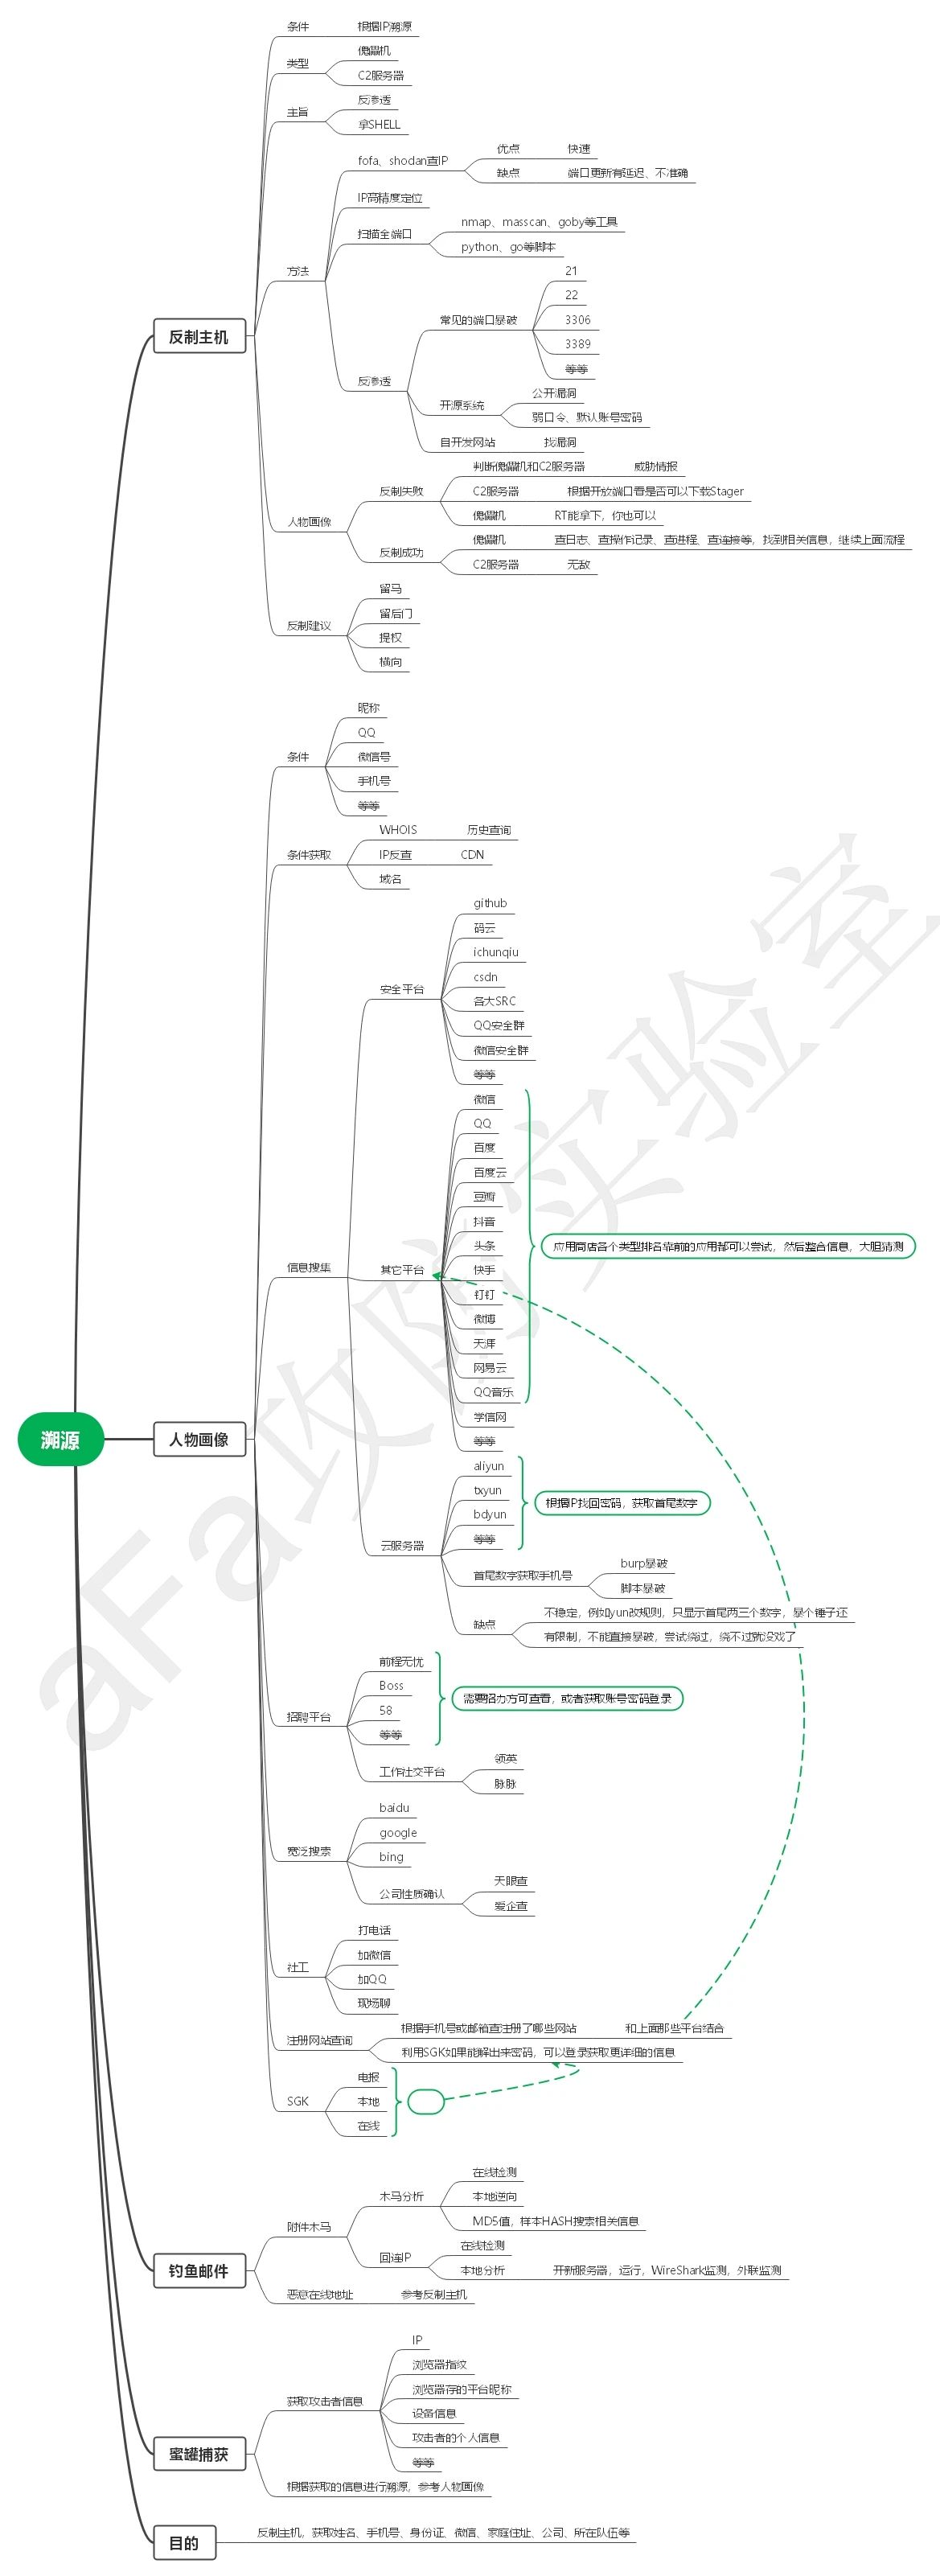 溯源
反制主机
条件
根据IP溯源
类型
傀儡机
C2服务器
主旨
反渗透
拿SHELL
方法
fofa、shodan查IP
优点
快速
缺点
端口更新有延迟、不准确
IP高精度定位
扫描全端口
nmap、masscan、goby等工具
python、go等脚本
反渗透
常见的端口暴破
21
22
3306
3389
等等
开源系统
公开漏洞
弱口令、默认账号密码
自开发网站
找漏洞
人物画像
反制失败
判断傀儡机和C2服务器
威胁情报
C2服务器
根据开放端口看是否可以下载Stager
傀儡机
RT能拿下，你也可以
反制成功
傀儡机
查日志、查操作记录、查进程、查连接等，找到相关信息，继续上面流程
C2服务器
无敌
反制建议
留马
留后门
提权
横向
人物画像
条件
昵称
QQ
微信号
手机号
等等
条件获取
WHOIS
历史查询
IP反查
CDN
域名
信息搜集
安全平台
github
码云
ichunqiu
csdn
各大SRC
QQ安全群
微信安全群
等等
其它平台
微信
QQ
百度
百度云
豆瓣
抖音
头条
快手
钉钉
微博
天涯
网易云
QQ音乐
学信网
等等
应用商店各个类型排名靠前的应用都可以尝试，然后整合信息，大胆猜测
云服务器
aliyun
txyun
bdyun
等等
根据IP找回密码，获取首尾数字
首尾数字获取手机号
burp暴破
脚本暴破
缺点
不稳定，例如yun改规则，只显示首尾两三个数字，暴个锤子还
有限制，不能直接暴破，尝试绕过，绕不过就没戏了
招聘平台
前程无忧
Boss
58
等等
需要招办方可查看，或者获取账号密码登录
工作社交平台
领英
脉脉
宽泛搜索
baidu
google
bing
公司性质确认
天眼查
爱企查
社工
打电话
加微信
加QQ
现场聊
注册网站查询
根据手机号或邮箱查注册了哪些网站
和上面那些平台结合
利用SGK如果能解出来密码，可以登录获取更详细的信息
SGK
电报
本地
在线
钓鱼邮件
附件木马
木马分析
在线检测
本地逆向
MD5值，样本HASH搜索相关信息
回连IP
在线检测
本地分析
开新服务器，运行，WireShark监测，外联监测
恶意在线地址
参考反制主机
蜜罐捕获
获取攻击者信息
IP
浏览器指纹
浏览器存的平台昵称
设备信息
攻击者的个人信息
等等
根据获取的信息进行溯源，参考人物画像
目的
反制主机，获取姓名、手机号、身份证、微信、家庭住址、公司、所在队伍等
aFa攻防实验室